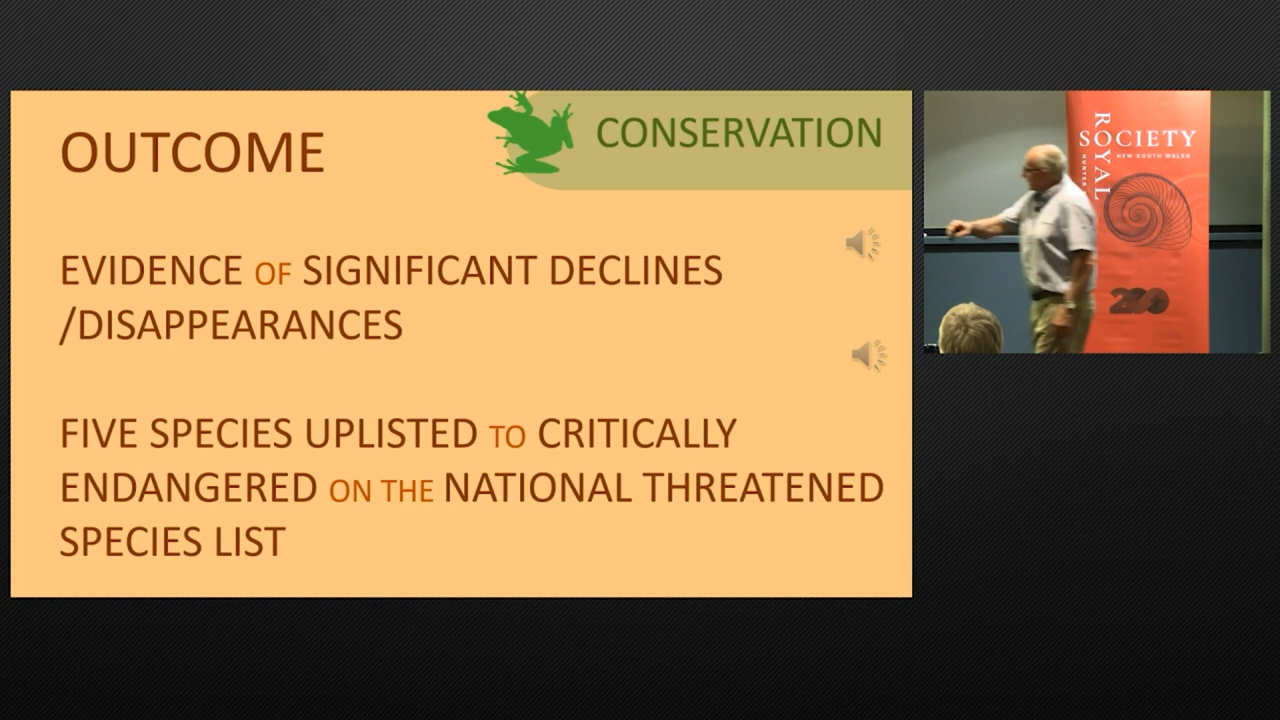 OUTCOME
CONSERVATION
EVIDENCE OF SIGNIFICANT DECLINES
/DISAPPEARANCES
FIVE SPECIES UPLISTED TO CRITICALLY
ENDANGERED ON THE NATIONAL THREATENED
SPECIES LIST
ROYAL
SOCIETY
NEW SOUTH WALES
200